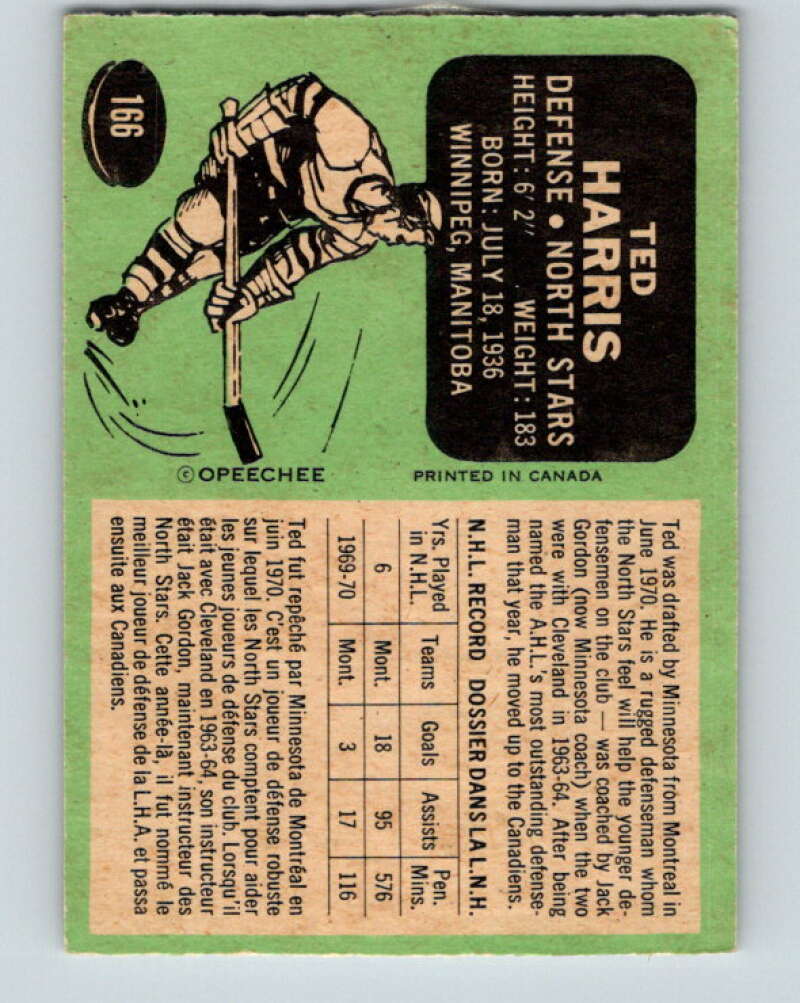 166
TED
HARRIS
DEFENSE • NORTH STARS
HEIGHT: 6' 2" WEIGHT: 183
BORN: JULY 18, 1936
WINNIPEG, MANITOBA
© OPEECHEE
PRINTED IN CANADA
Ted was drafted by Minnesota from Montreal in
June 1970. He is a rugged defenseman whom
the North Stars feel will help the younger de-
fensemen on the club — was coached by Jack
Gordon (now Minnesota coach) when the two
were with Cleveland in 1963-64. After being
named the A.H.L.'s most outstanding defense-
man that year, he moved up to the Canadiens.
N.H.L. RECORD DOSSIER DANS LA L.N.H.
Yrs. Played in N.H.L. Teams Goals Assists Pen. Mins.
6 Mont. 18 95 576
1969-70 Mont. 3 17 116
Ted fut repêché par Minnesota de Montréal en
juin 1970. C'est un joueur de défense robuste
sur lequel les North Stars comptent pour aider
les jeunes joueurs de défense du club. Lorsqu'il
était avec Cleveland en 1963-64, son instructeur
était Jack Gordon, maintenant instructeur des
North Stars. Cette année-là, il fut nommé le
meilleur joueur de défense de la L.H.A. et passa
ensuite aux Canadiens.